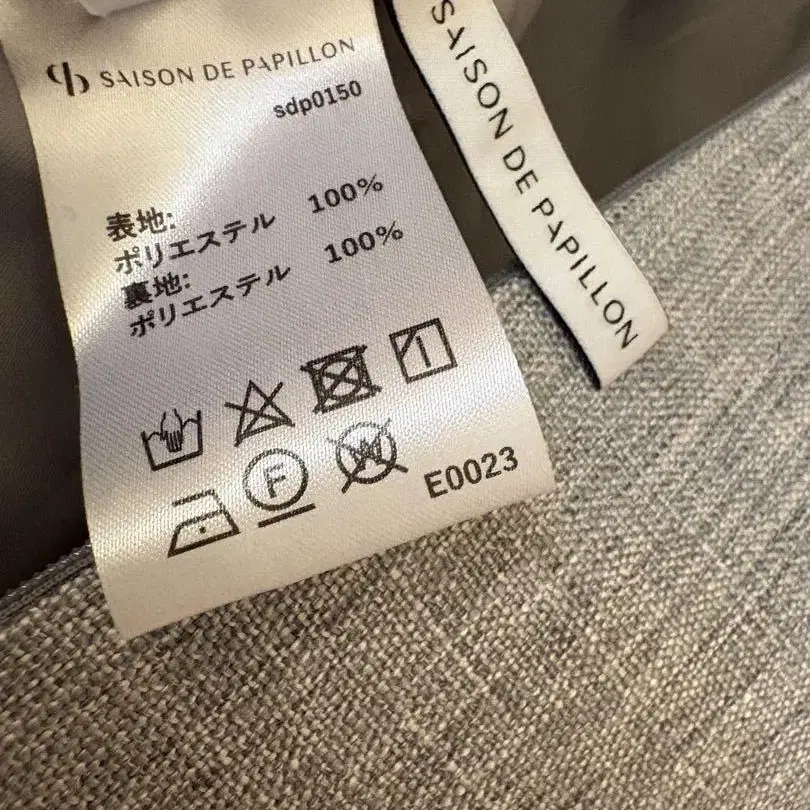 SAISON DE PAPILLON
sdp0150
表地:
ポリエステル 100%
裏地:
ポリエステル 100%
F
W
E0023
SAISON DE PAPILLON